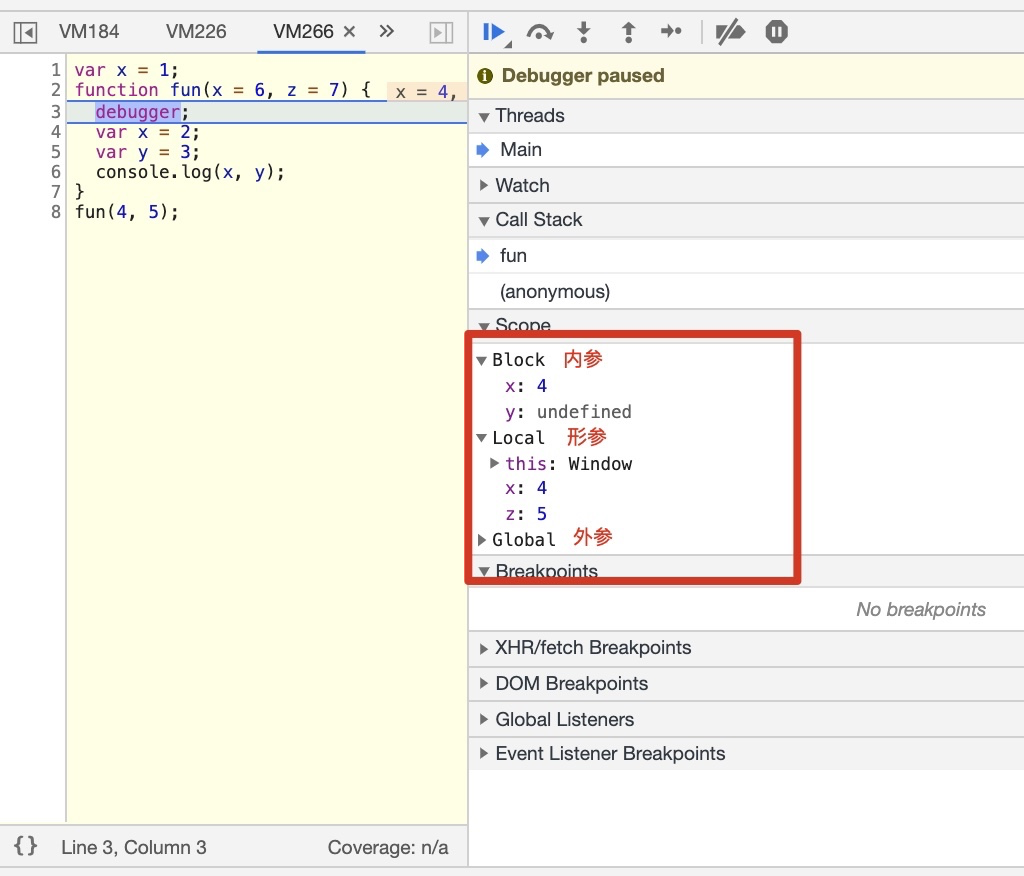 VM184 VM226 VM266 × »
1 var x = 1;
2 function fun(x = 6, z = 7) { x = 4,
3 debugger;
4 var x = 2;
5 var y = 3;
6 console.log(x, y);
7 }
8 fun(4, 5);
{ } Line 3, Column 3 Coverage: n/a
Debugger paused
Threads
Main
Watch
Call Stack
fun
(anonymous)
Scope
Block 内参
x: 4
y: undefined
Local 形参
this: Window
x: 4
z: 5
Global 外参
Breakpoints
No breakpoints
XHR/fetch Breakpoints
DOM Breakpoints
Global Listeners
Event Listener Breakpoints